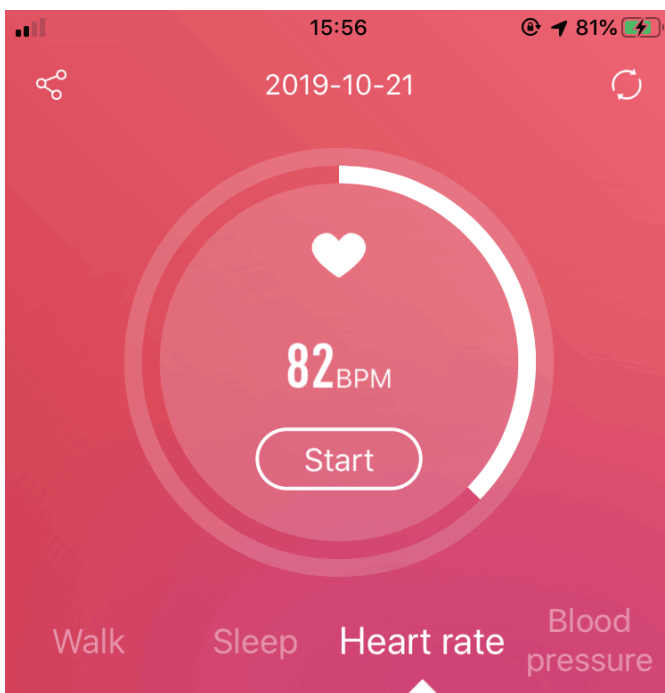 15:56 81%
2019-10-21
82BPM
Start
Walk Sleep Heart rate Blood pressure